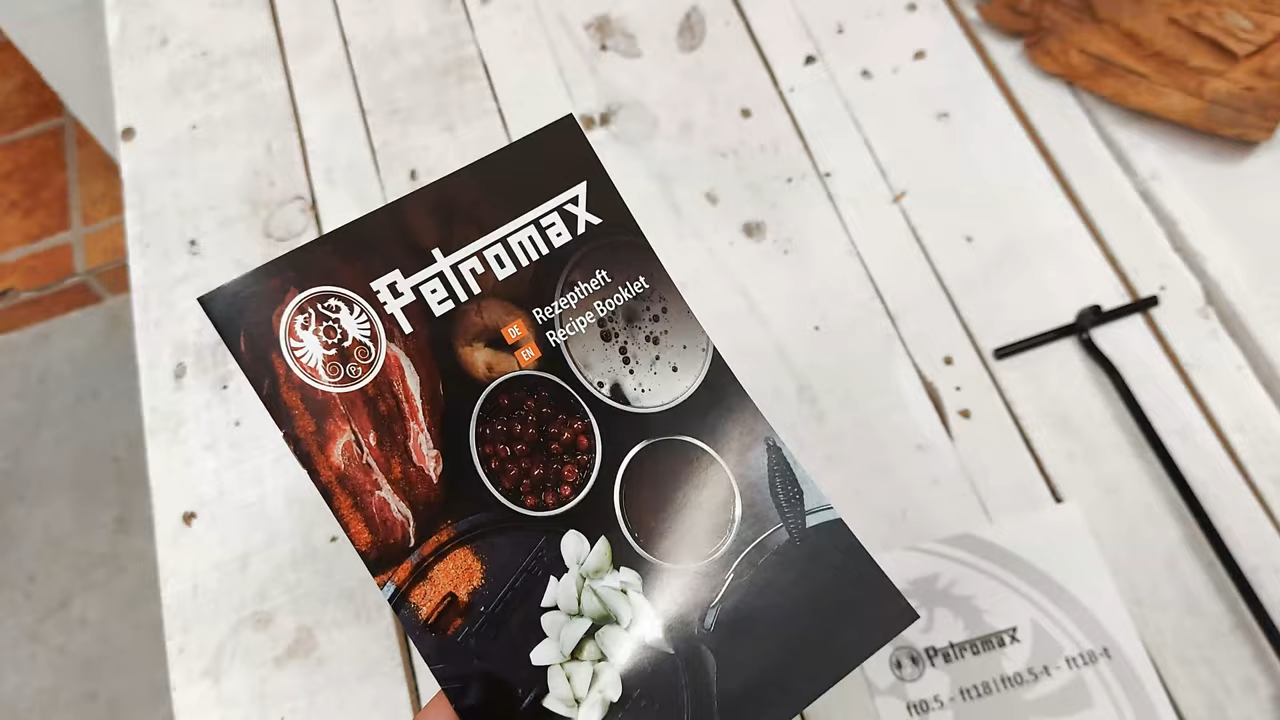 Petromax
DE Rezeptheft
EN Recipe Booklet
Petromax
ft0.5 - ft18 | ft0.5-t - ft18-t